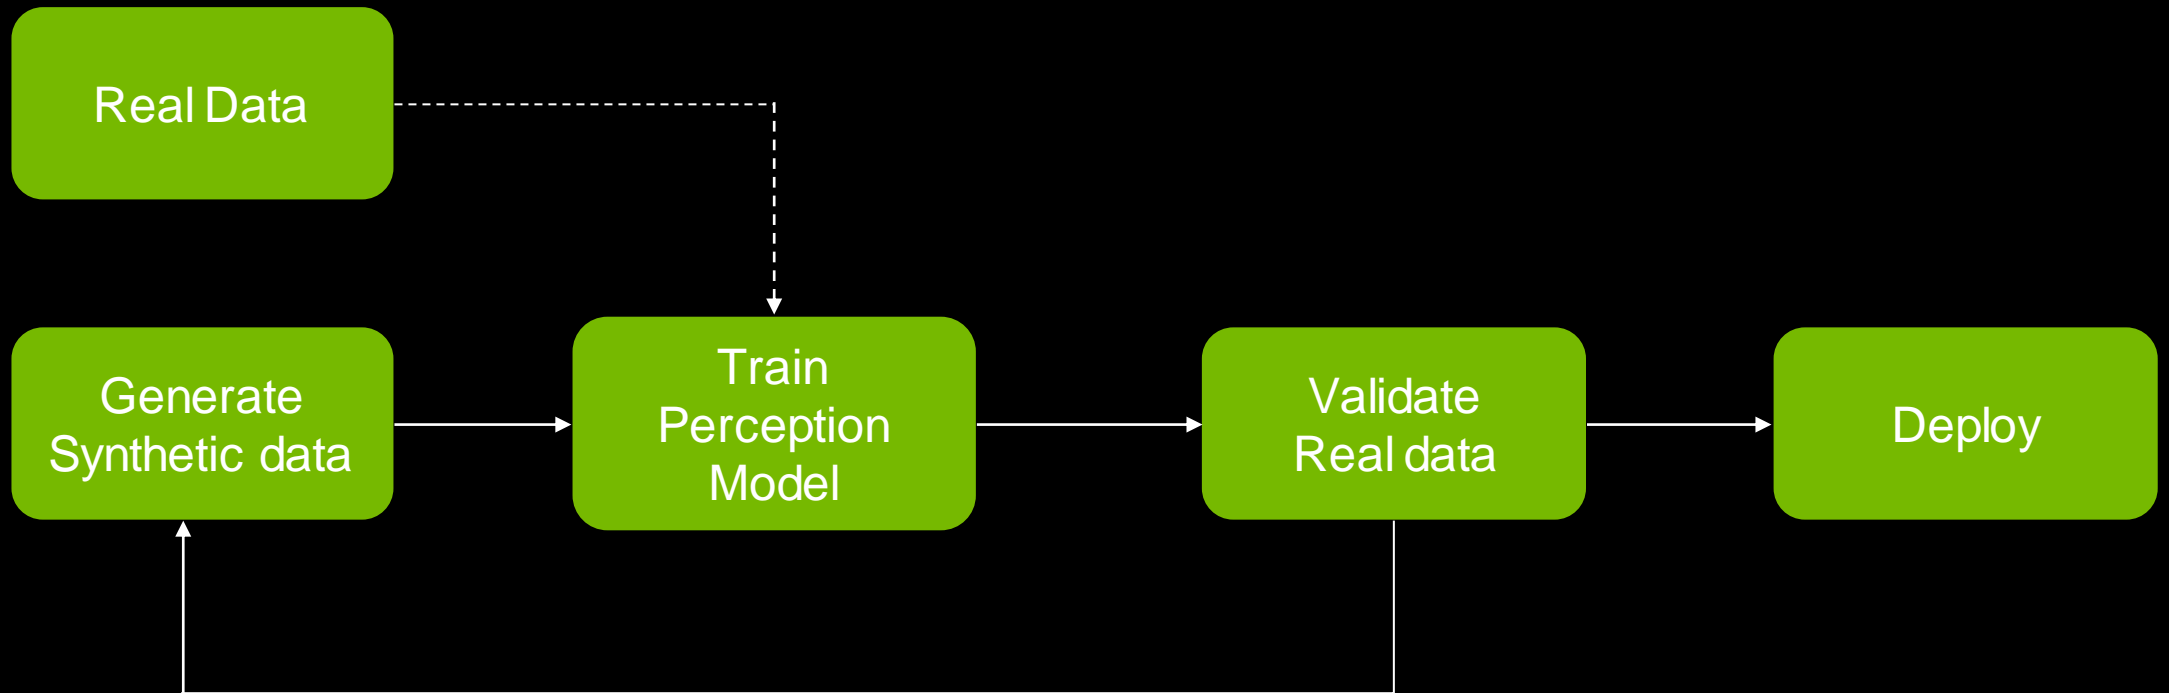 Real Data
Generate
Synthetic data
Train
Perception
Model
Validate
Real data
Deploy